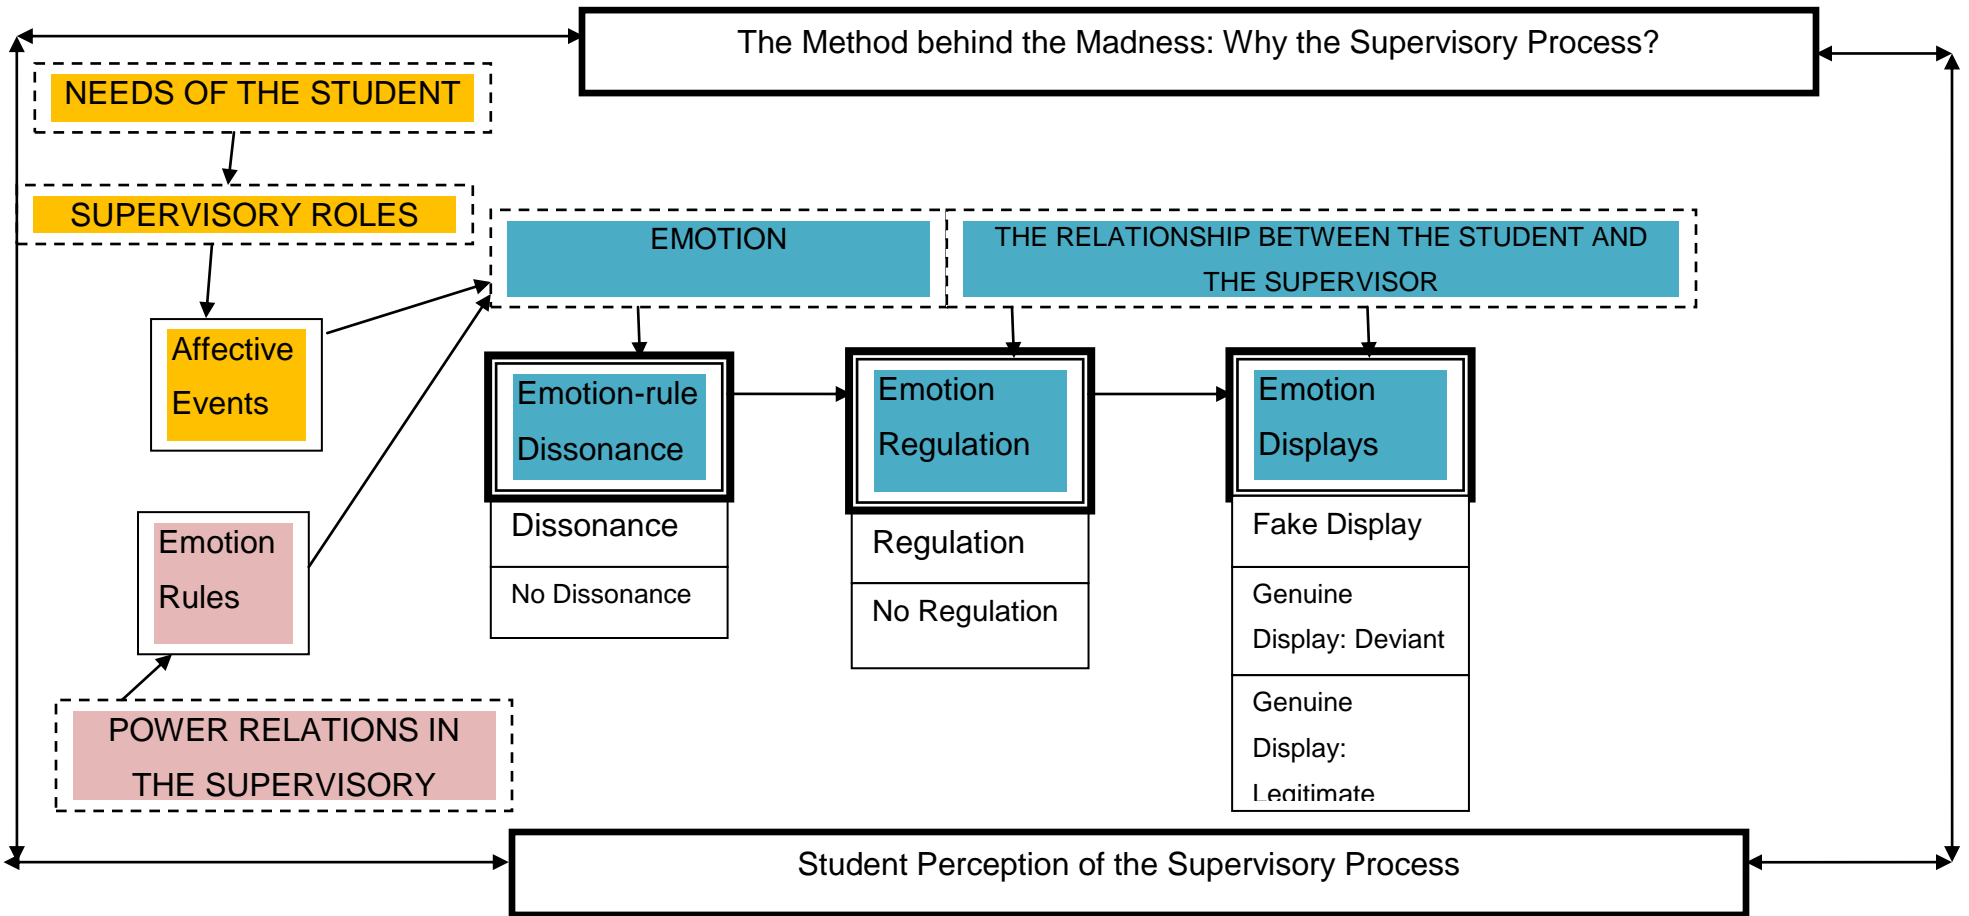 The Method behind the Madness: Why the Supervisory Process?
NEEDS OF THE STUDENT
SUPERVISORY ROLES
EMOTION
THE RELATIONSHIP BETWEEN THE STUDENT AND
THE SUPERVISOR
Affective
Events
Emotion-rule
Dissonance
Emotion
Regulation
Emotion
Displays
Dissonance
No Dissonance
Regulation
No Regulation
Fake Display
Genuine
Display: Deviant
Genuine
Display:
Legitimate
Emotion
Rules
POWER RELATIONS IN
THE SUPERVISORY
Student Perception of the Supervisory Process